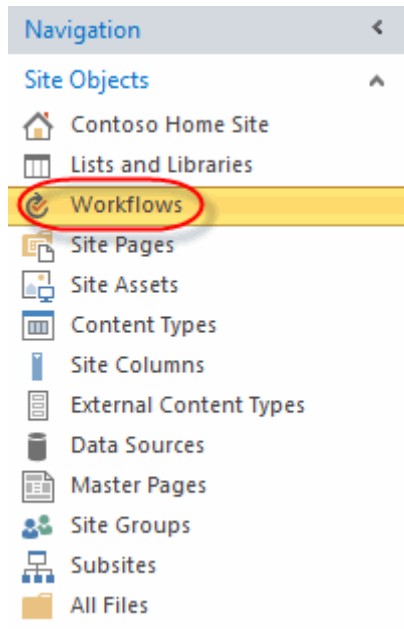 Navigation
Site Objects
Contoso Home Site
Lists and Libraries
Workflows
Site Pages
Site Assets
Content Types
Site Columns
External Content Types
Data Sources
Master Pages
Site Groups
Subsites
All Files